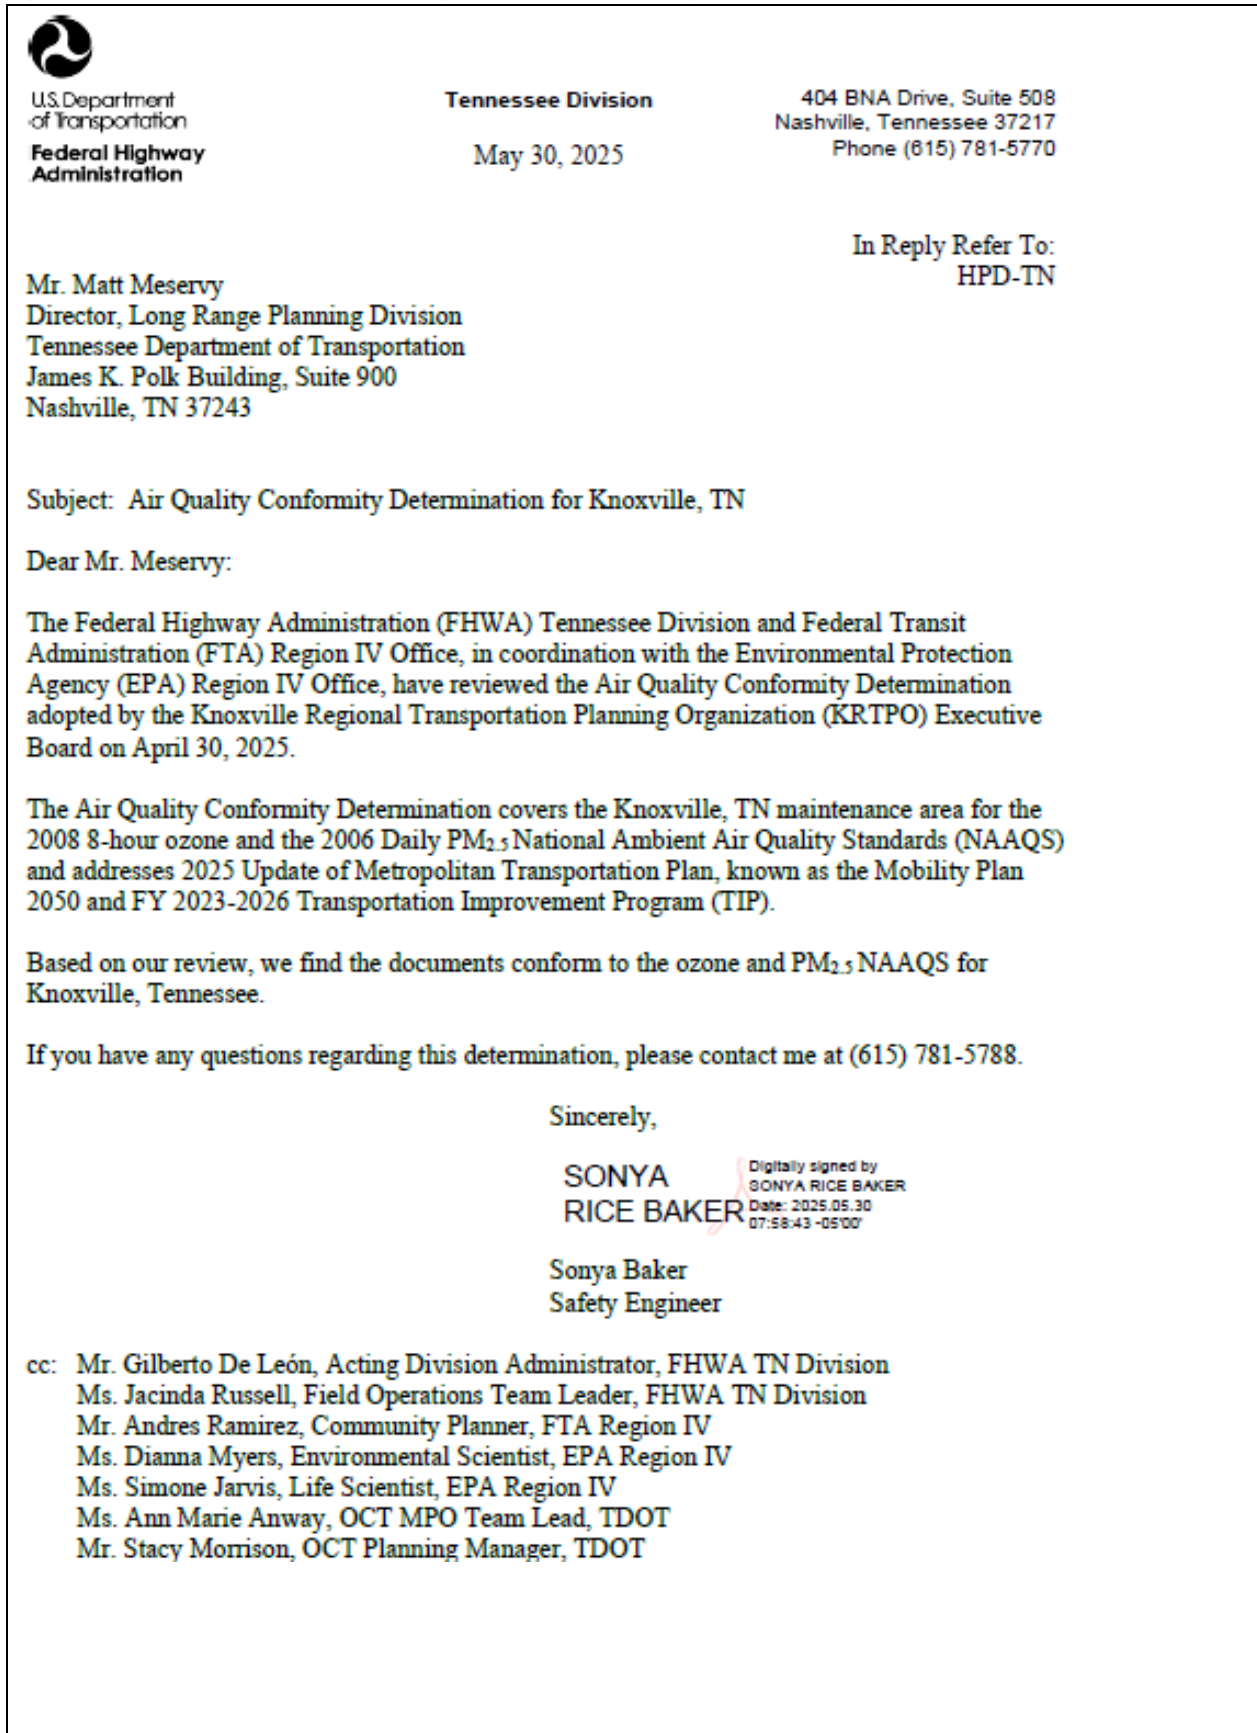 U.S. Department
of Transportation
Federal Highway
Administration
Tennessee Division
May 30, 2025
404 BNA Drive, Suite 508
Nashville, Tennessee 37217
Phone (615) 781-5770
In Reply Refer To:
HPD-TN
Mr. Matt Meservy
Director, Long Range Planning Division
Tennessee Department of Transportation
James K. Polk Building, Suite 900
Nashville, TN 37243
Subject: Air Quality Conformity Determination for Knoxville, TN
Dear Mr. Meservy:
The Federal Highway Administration (FHWA) Tennessee Division and Federal Transit
Administration (FTA) Region IV Office, in coordination with the Environmental Protection
Agency (EPA) Region IV Office, have reviewed the Air Quality Conformity Determination
adopted by the Knoxville Regional Transportation Planning Organization (KRTPO) Executive
Board on April 30, 2025.
The Air Quality Conformity Determination covers the Knoxville, TN maintenance area for the
2008 8-hour ozone and the 2006 Daily PM2.5 National Ambient Air Quality Standards (NAAQS)
and addresses 2025 Update of Metropolitan Transportation Plan, known as the Mobility Plan
2050 and FY 2023-2026 Transportation Improvement Program (TIP).
Based on our review, we find the documents conform to the ozone and PM2.5 NAAQS for
Knoxville, Tennessee.
If you have any questions regarding this determination, please contact me at (615) 781-5788.
Sincerely,
SONYA
RICE BAKER
Digitally signed by
SONYA RICE BAKER
Date: 2025.05.30
07:58:43 -05'00'
Sonya Baker
Safety Engineer
cc: Mr. Gilberto De León, Acting Division Administrator, FHWA TN Division
Ms. Jacinda Russell, Field Operations Team Leader, FHWA TN Division
Mr. Andres Ramirez, Community Planner, FTA Region IV
Ms. Dianna Myers, Environmental Scientist, EPA Region IV
Ms. Simone Jarvis, Life Scientist, EPA Region IV
Ms. Ann Marie Anway, OCT MPO Team Lead, TDOT
Mr. Stacy Morrison, OCT Planning Manager, TDOT